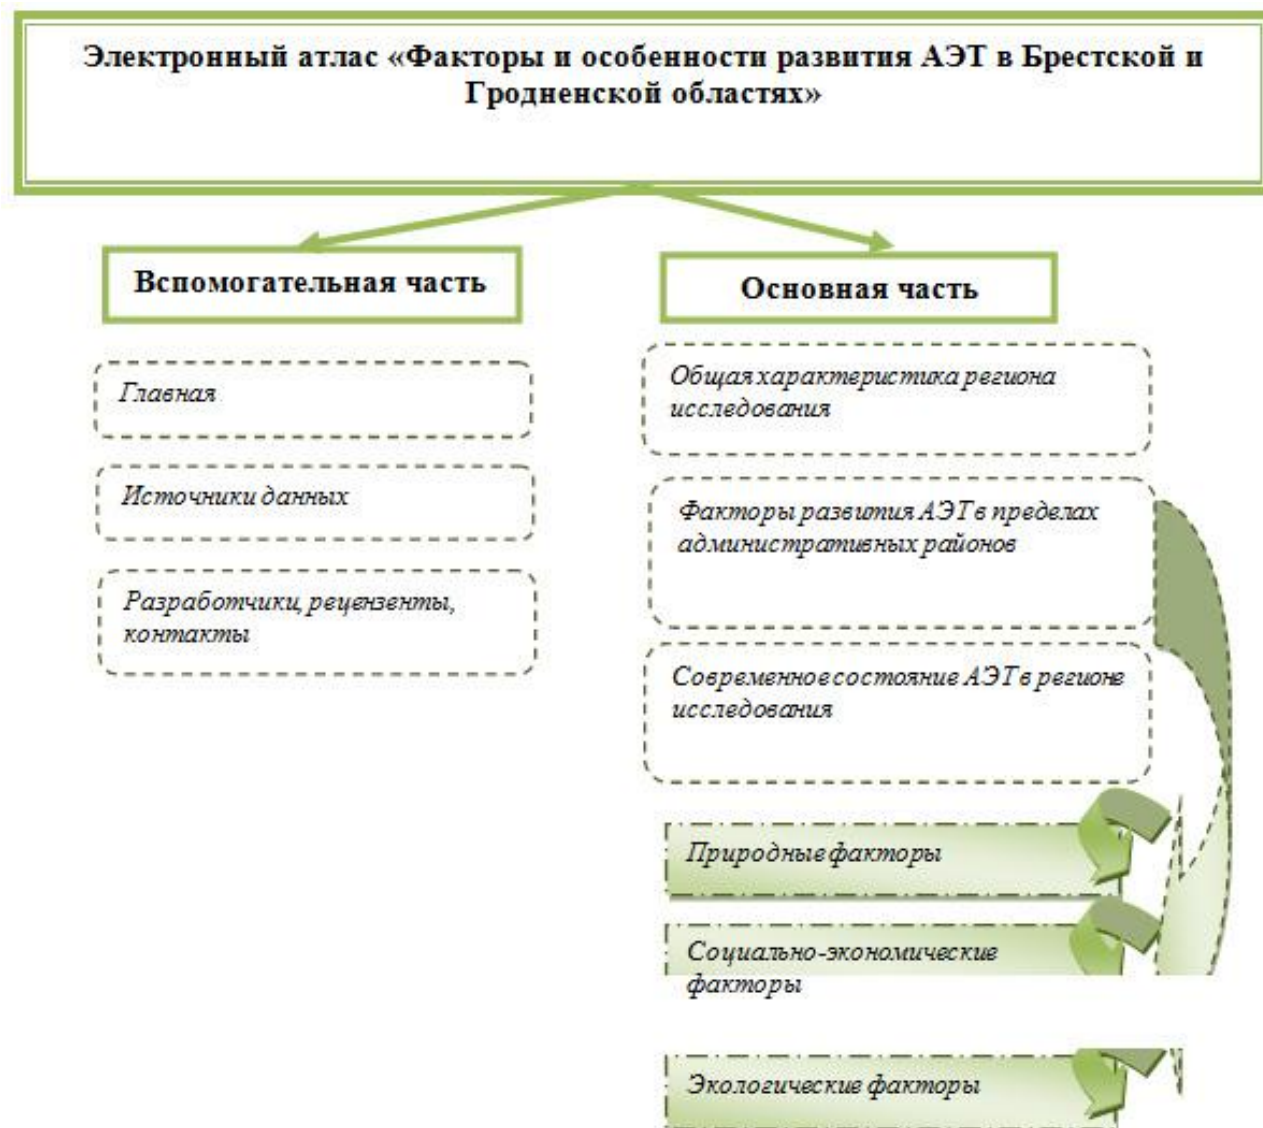 Электронный атлас «Факторы и особенности развития АЭТ в Брестской и
Гродненской областях»
Вспомогательная часть
Главная
Источники данных
Разработчики, рецензенты,
контакты
Основная часть
Общая характеристика региона
исследования
Факторы развития АЭТ в пределах
административных районов
Современное состояние АЭТ в регионе
исследования
Природные факторы
Социально-экономические
факторы
Экологические факторы